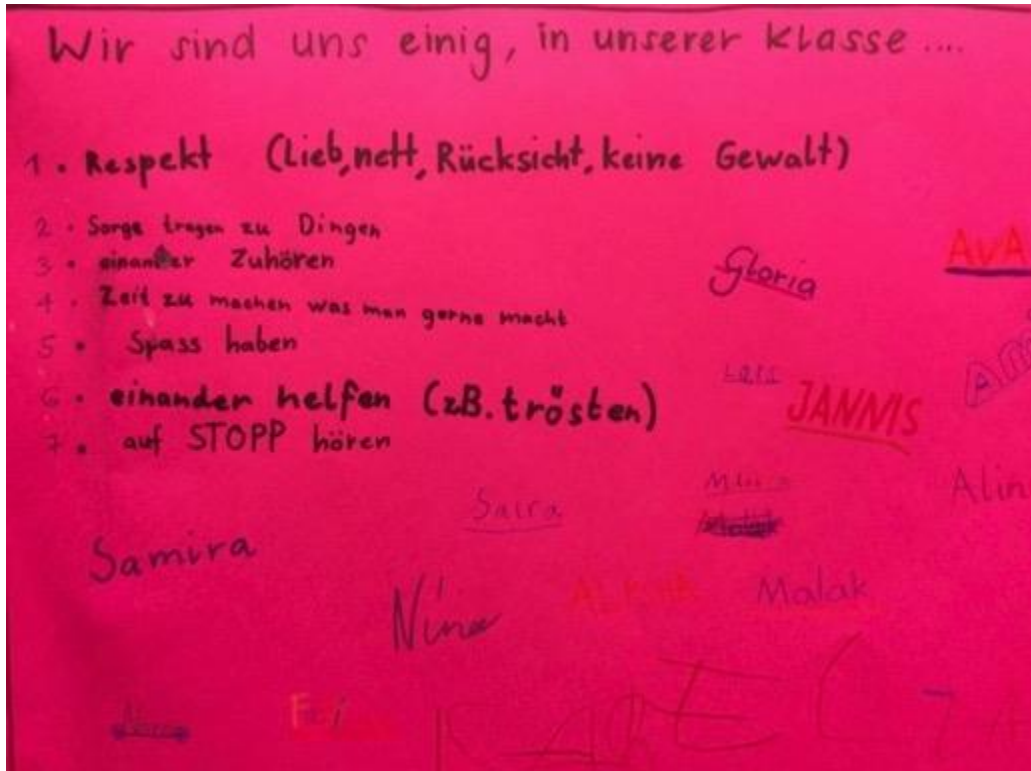 Wir sind uns einig, in unserer Klasse ....
1. Respekt (Lieb, nett, Rücksicht, keine Gewalt)
2. Sorge tragen zu Dingen
3. einander Zuhören
4. Zeit zu machen was man gerne macht
5. Spass haben
6. einander helfen (zB. trösten)
7. auf STOPP hören
Gloria
AVA
JANNIS
Samira
Nina
Malak